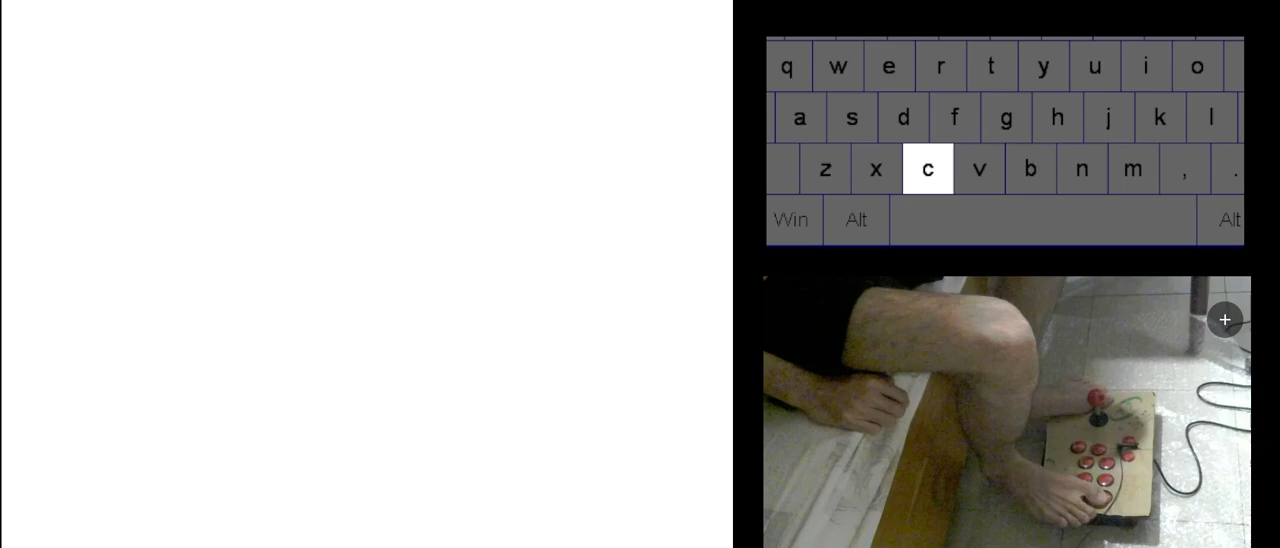 q w e r t y u i o
a s d f g h j k l
z x c v b n m , .
Win Alt Alt